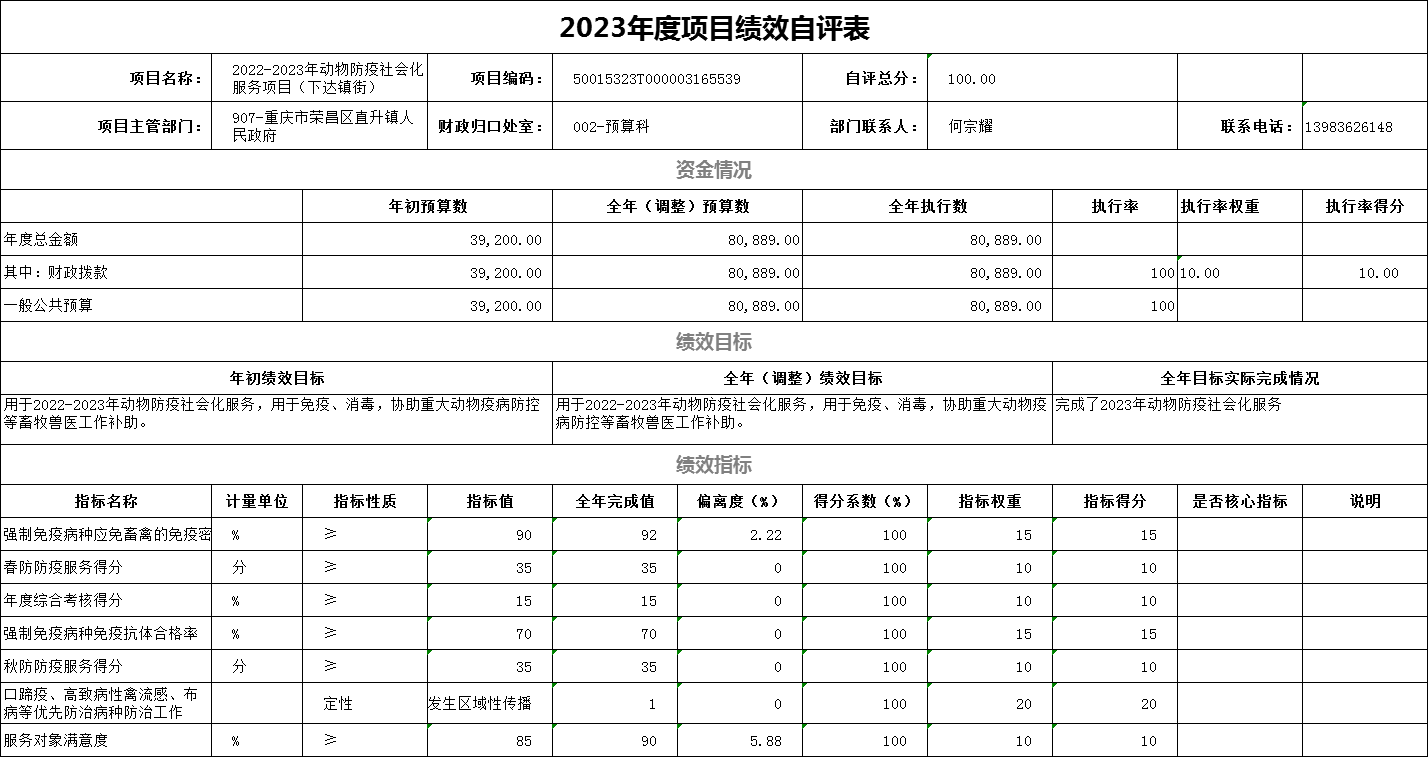 2023年度项目绩效自评表
项目名称： 2022-2023年动物防疫社会化服务项目（下达镇街） 项目编码： 50015323T000003165539 自评总分： 100.00
项目主管部门： 907-重庆市荣昌区直升镇人民政府 财政归口处室： 002-预算科 部门联系人： 何宗耀 联系电话： 13983626148
资金情况
年初预算数 全年（调整）预算数 全年执行数 执行率 执行率权重 执行率得分
年度总金额 39,200.00 80,889.00 80,889.00
其中：财政拨款 39,200.00 80,889.00 80,889.00 100 10.00 10.00
一般公共预算 39,200.00 80,889.00 80,889.00 100
绩效目标
年初绩效目标 全年（调整）绩效目标 全年目标实际完成情况
用于2022-2023年动物防疫社会化服务，用于免疫、消毒，协助重大动物疫病防控等畜牧兽医工作补助。 用于2022-2023年动物防疫社会化服务，用于免疫、消毒，协助重大动物疫病防控等畜牧兽医工作补助。 完成了2023年动物防疫社会化服务
绩效指标
指标名称 计量单位 指标性质 指标值 全年完成值 偏离度（%） 得分系数（%） 指标权重 指标得分 是否核心指标 说明
强制免疫病种应免畜禽的免疫密 % ≥ 90 92 2.22 100 15 15
春防防疫服务得分 分 ≥ 35 35 0 100 10 10
年度综合考核得分 % ≥ 15 15 0 100 10 10
强制免疫病种免疫抗体合格率 % ≥ 70 70 0 100 15 15
秋防防疫服务得分 分 ≥ 35 35 0 100 10 10
口蹄疫、高致病性禽流感、布病等优先防治病种防治工作 定性 发生区域性传播 1 0 100 20 20
服务对象满意度 % ≥ 85 90 5.88 100 10 10